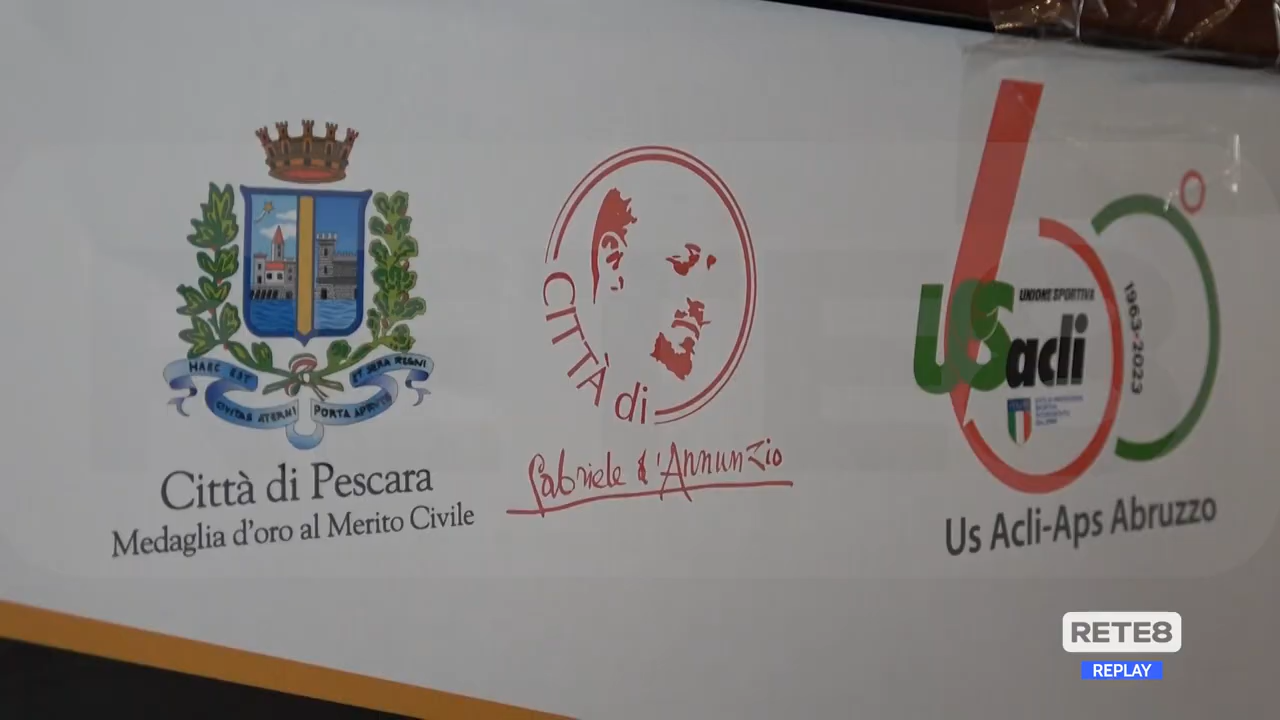 HAEC EST
CIVITAS ATERNI
PORTA APRUTII
ET SERA REGNI
Città di Pescara
Medaglia d'oro al Merito Civile
CITTÀ di
Gabriele d'Annunzio
60°
US
UNIONE SPORTIVA
acli
1963-2023
Us Acli-Aps Abruzzo
RETE8
REPLAY